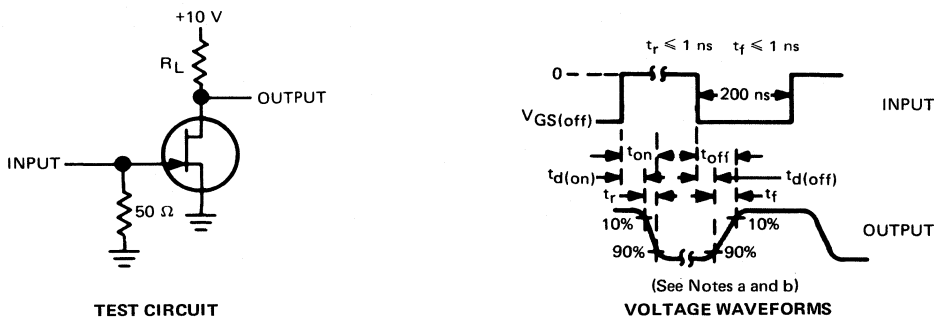 +10 V
R_L
OUTPUT
INPUT
50 Ω
TEST CIRCUIT
t_r ⩽ 1 ns t_f ⩽ 1 ns
0
200 ns
INPUT
V_GS(off)
t_on t_off
t_d(on) t_d(off)
t_r t_f
10% 10% OUTPUT
90% 90%
(See Notes a and b)
VOLTAGE WAVEFORMS